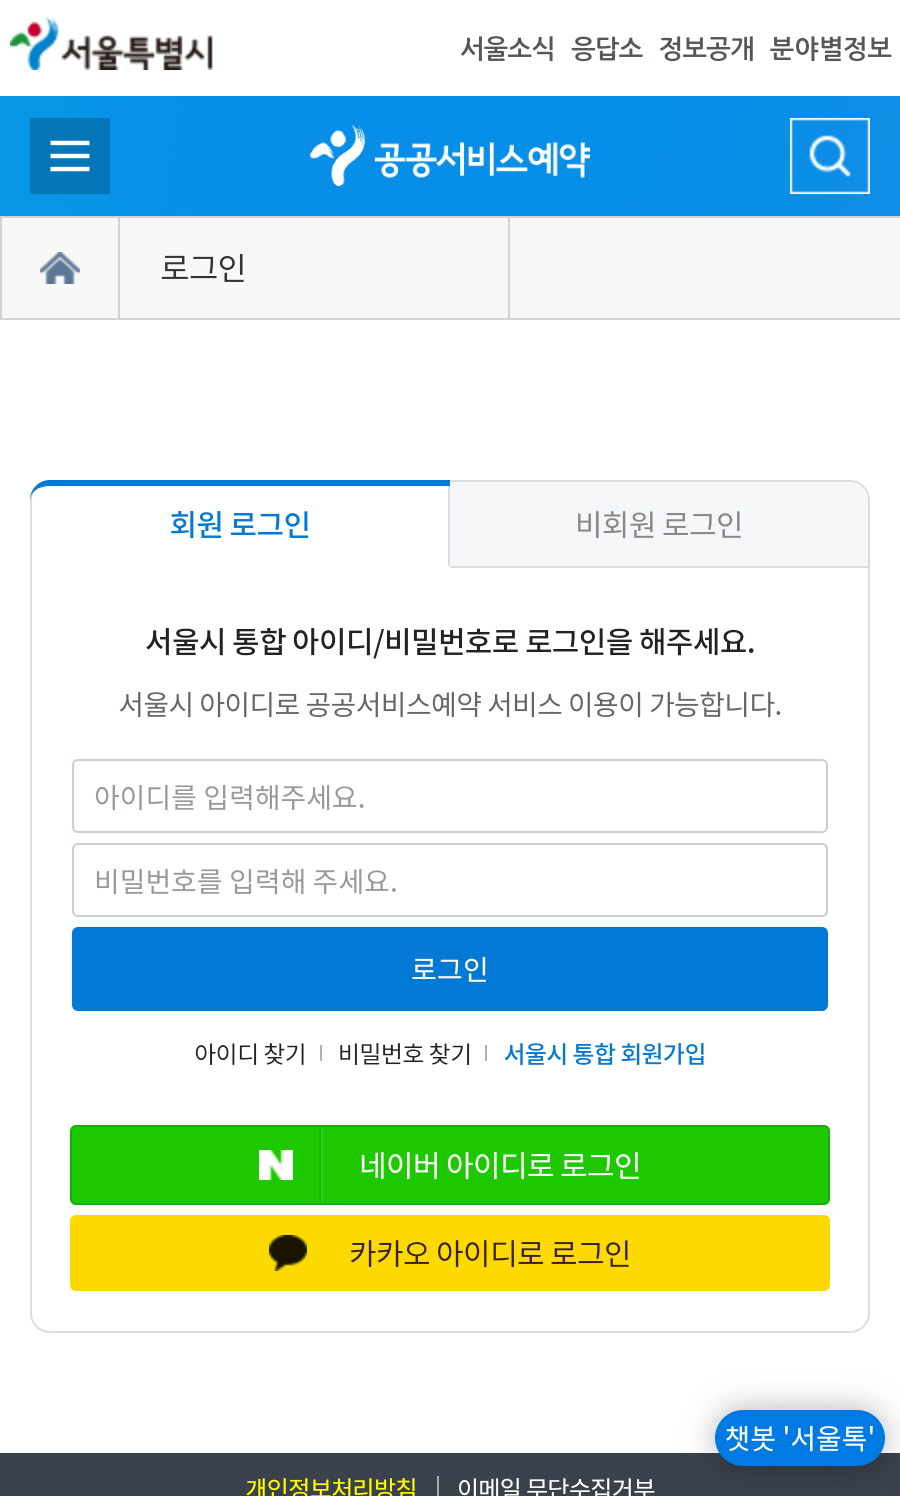 서울특별시
서울소식 응답소 정보공개 분야별정보
공공서비스예약
로그인
회원 로그인 비회원 로그인
서울시 통합 아이디/비밀번호로 로그인을 해주세요.
서울시 아이디로 공공서비스예약 서비스 이용이 가능합니다.
아이디를 입력해주세요.
비밀번호를 입력해 주세요.
로그인
아이디 찾기 비밀번호 찾기 서울시 통합 회원가입
N 네이버 아이디로 로그인
카카오 아이디로 로그인
챗봇 '서울톡'
개인정보처리방침 이메일 무단수집거부